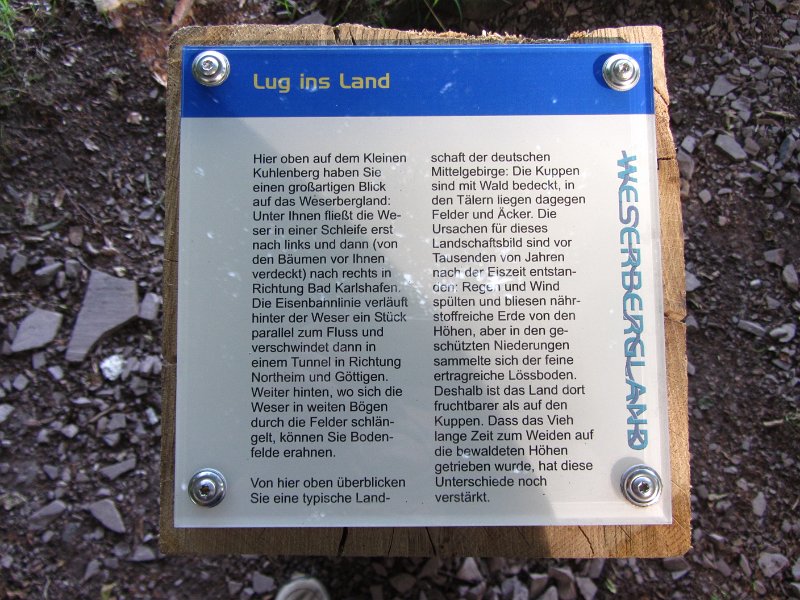 Lug ins Land
Hier oben auf dem Kleinen
Kuhlenberg haben Sie
einen großartigen Blick
auf das Weserbergland:
Unter Ihnen fließt die We-
ser in einer Schleife erst
nach links und dann (von
den Bäumen vor Ihnen
verdeckt) nach rechts in
Richtung Bad Karlshafen.
Die Eisenbannlinie verläuft
hinter der Weser ein Stück
parallel zum Fluss und
verschwindet dann in
einem Tunnel in Richtung
Northeim und Göttigen.
Weiter hinten, wo sich die
Weser in weiten Bögen
durch die Felder schlän-
gelt, können Sie Boden-
felde erahnen.
Von hier oben überblicken
Sie eine typische Land-
schaft der deutschen
Mittelgebirge: Die Kuppen
sind mit Wald bedeckt, in
den Tälern liegen dagegen
Felder und Äcker. Die
Ursachen für dieses
Landschaftsbild sind vor
Tausenden von Jahren
nach der Eiszeit entstan-
den: Regen und Wind
spülten und bliesen nähr-
stoffreiche Erde von den
Höhen, aber in den ge-
schützten Niederungen
sammelte sich der feine
ertragreiche Lössboden.
Deshalb ist das Land dort
fruchtbarer als auf den
Kuppen. Dass das Vieh
lange Zeit zum Weiden auf
die bewaldeten Höhen
getrieben wurde, hat diese
Unterschiede noch
verstärkt.
WESERBERGLAND